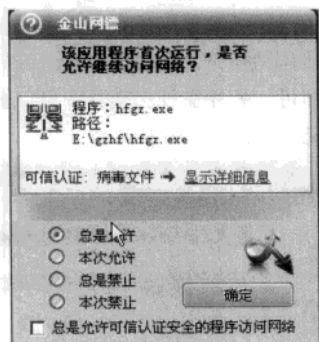 金山网镖
该应用程序首次运行，是否
允许继续访问网络？
程序：hfgz.exe
路径：
E:\gzhf\hfgz.exe
可信认证：病毒文件 → 显示详细信息
总是允许
本次允许
总是禁止
本次禁止
确定
总是允许可信认证安全的程序访问网络